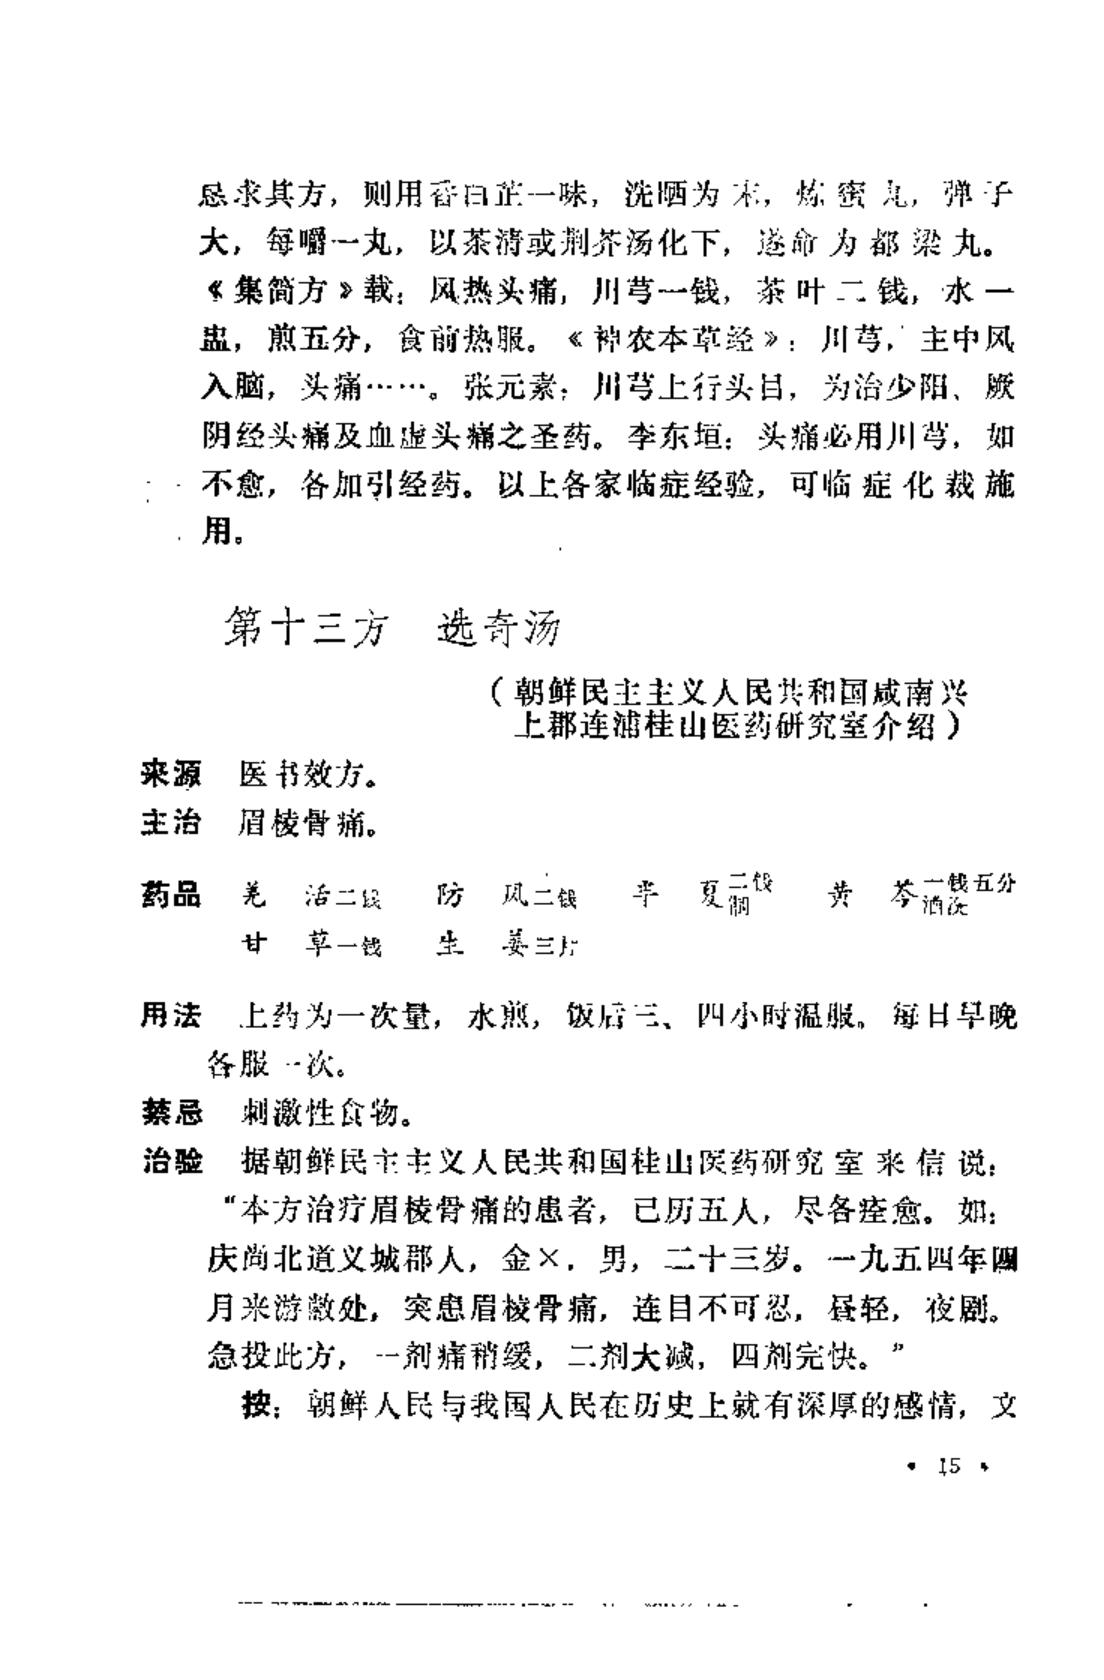 恳求其方，则用香白芷一味，洗晒为末，炼蜜丸，弹子
大，每嚼一丸，以茶清或荆芥汤化下，遂命为都梁丸。
《集简方》载：风热头痛，川芎一钱，茶叶二钱，水一
盅，煎五分，食前热服。《神农本草经》：川芎，主中风
入脑，头痛……。张元素：川芎上行头目，为治少阳、厥
阴经头痛及血虚头痛之圣药。李东垣：头痛必用川芎，如
不愈，各加引经药。以上各家临症经验，可临症化裁施
用。
第十三方　选奇汤
（朝鲜民主主义人民共和国咸南兴
上郡连浦桂山医药研究室介绍）
来源　医书效方。
主治　眉棱骨痛。
药品　羌　活二钱　防　风二钱　半　夏二钱制　黄　芩一钱五分酒洗
甘　草一钱　生　姜三片
用法　上药为一次量，水煎，饭后三、四小时温服。每日早晚
各服一次。
禁忌　刺激性食物。
治验　据朝鲜民主主义人民共和国桂山医药研究室来信说：
“本方治疗眉棱骨痛的患者，已历五人，尽各痊愈。如：
庆尚北道义城郡人，金×，男，二十三岁。一九五四年四
月来游敝处，突患眉棱骨痛，连目不可忍，昼轻，夜剧。
急投此方，一剂痛稍缓，二剂大减，四剂完快。”
按：朝鲜人民与我国人民在历史上就有深厚的感情，文
• 15 •